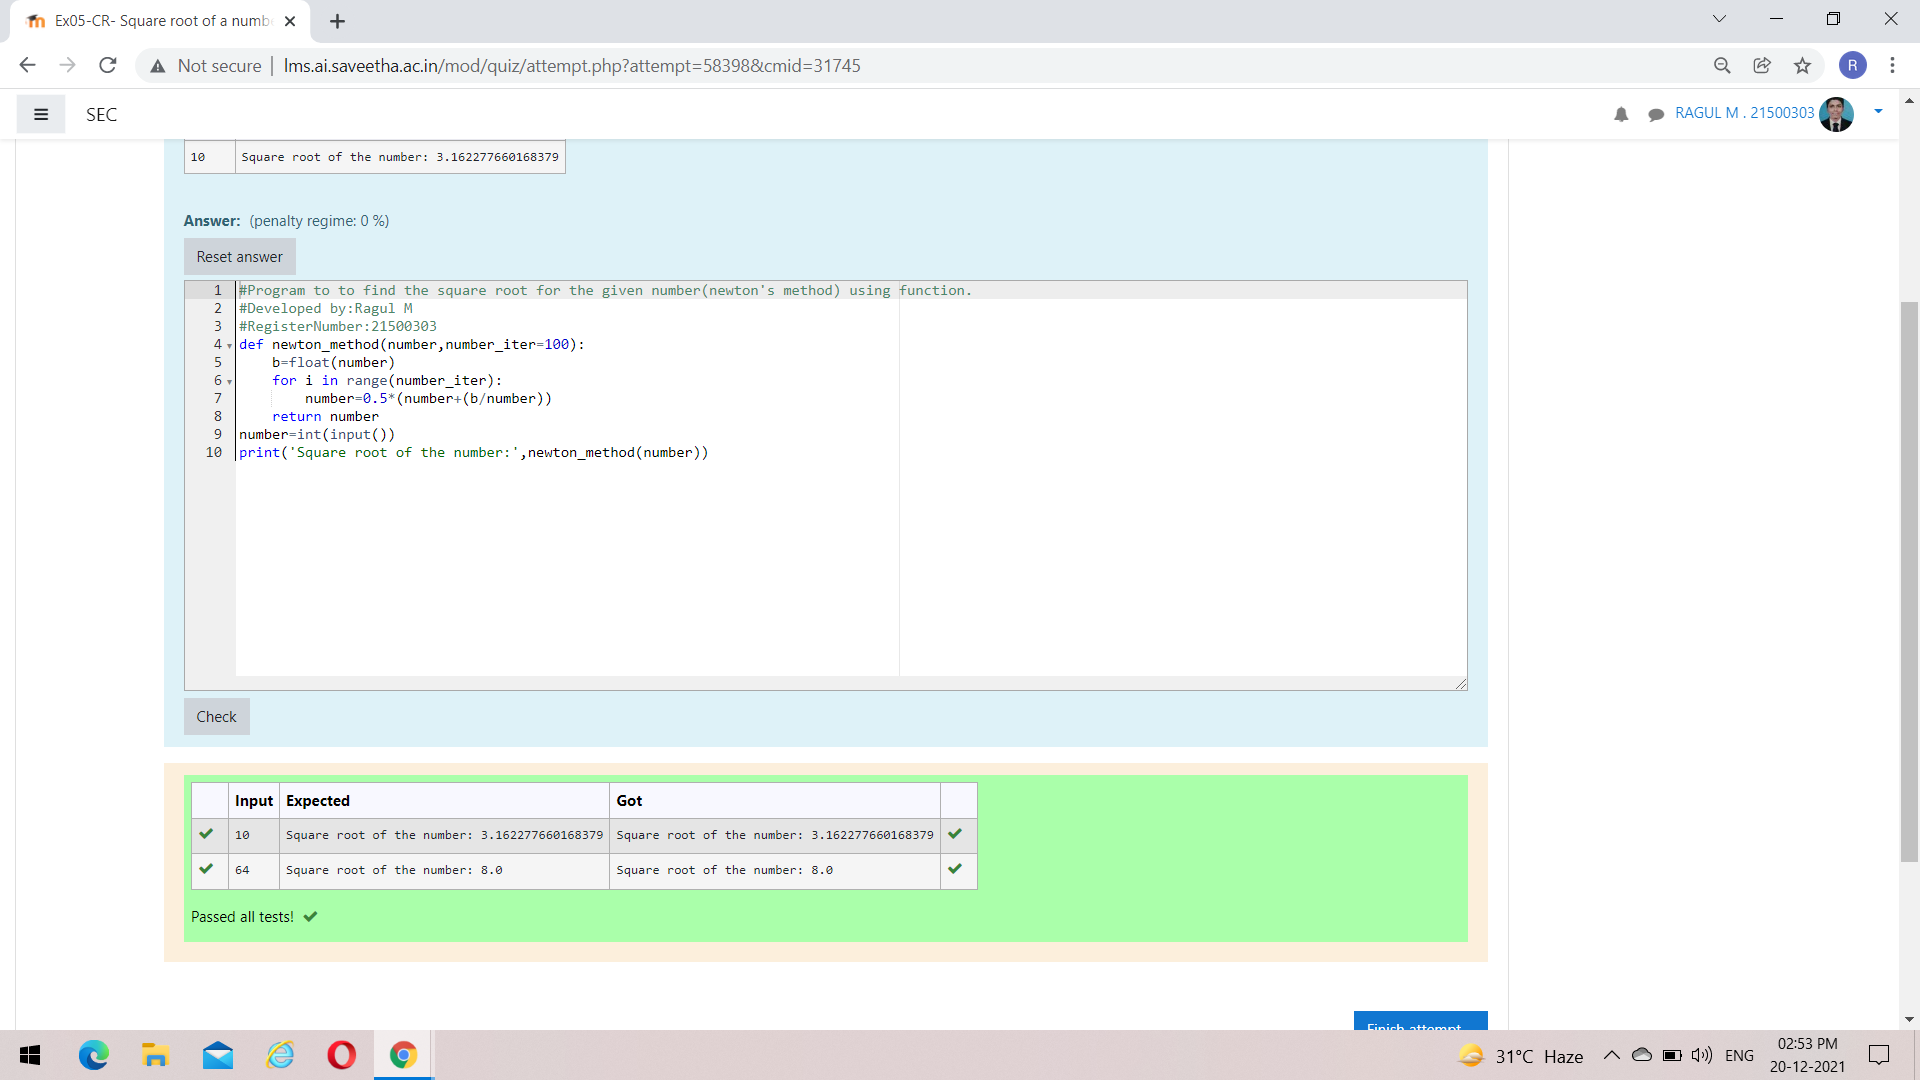 Ex05-CR- Square root of a numb
Not secure | lms.ai.saveetha.ac.in/mod/quiz/attempt.php?attempt=58398&cmid=31745
R
SEC
RAGUL M . 21500303
10 Square root of the number: 3.162277660168379
Answer: (penalty regime: 0 %)
Reset answer
1 #Program to to find the square root for the given number(newton's method) using function.
2 #Developed by:Ragul M
3 #RegisterNumber:21500303
4 def newton_method(number,number_iter=100):
5     b=float(number)
6     for i in range(number_iter):
7         number=0.5*(number+(b/number))
8     return number
9 number=int(input())
10 print('Square root of the number:',newton_method(number))
Check
Input Expected Got
10 Square root of the number: 3.162277660168379 Square root of the number: 3.162277660168379
64 Square root of the number: 8.0 Square root of the number: 8.0
Passed all tests!
Finish attempt
31°C Haze
ENG
02:53 PM
20-12-2021